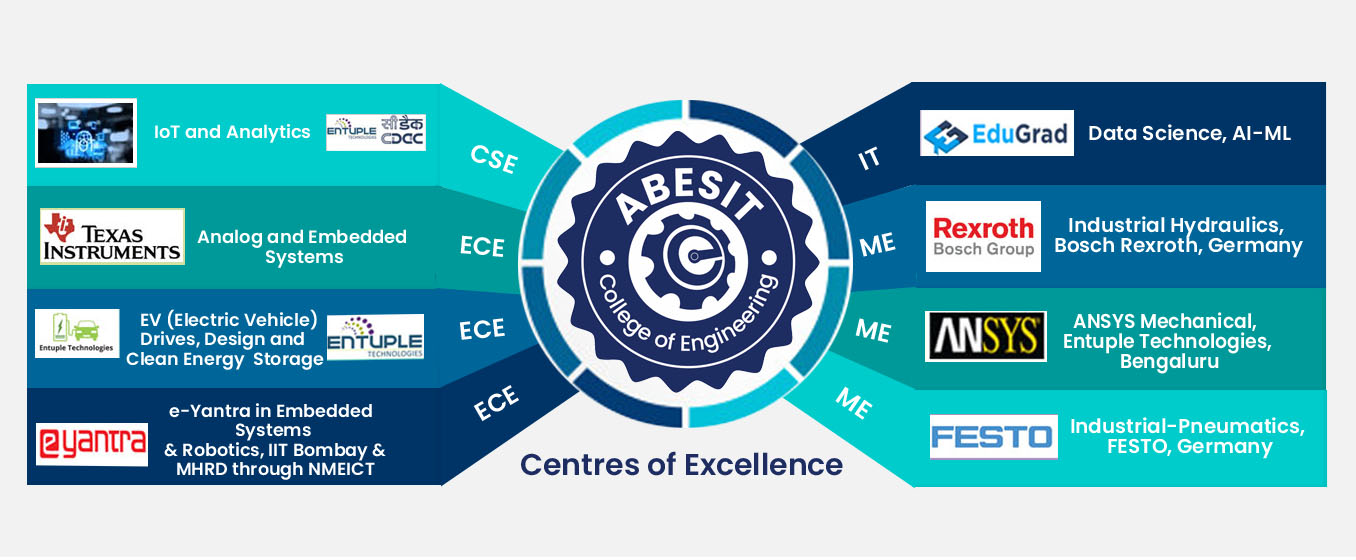 IoT
IoT and Analytics
ENTUPLE
TECHNOLOGIES
सी डैक
CDAC
CSE
TEXAS
INSTRUMENTS
Analog and Embedded
Systems
ECE
Entuple Technologies
EV (Electric Vehicle)
Drives, Design and
Clean Energy Storage
ENTUPLE
TECHNOLOGIES
ECE
eyantra
e-Yantra in Embedded
Systems
& Robotics, IIT Bombay &
MHRD through NMEICT
ECE
ABESIT
College of Engineering
Centres of Excellence
IT
EduGrad
Data Science, AI-ML
ME
Rexroth
Bosch Group
Industrial Hydraulics,
Bosch Rexroth, Germany
ME
ANSYS
ANSYS Mechanical,
Entuple Technologies,
Bengaluru
ME
FESTO
Industrial-Pneumatics,
FESTO, Germany